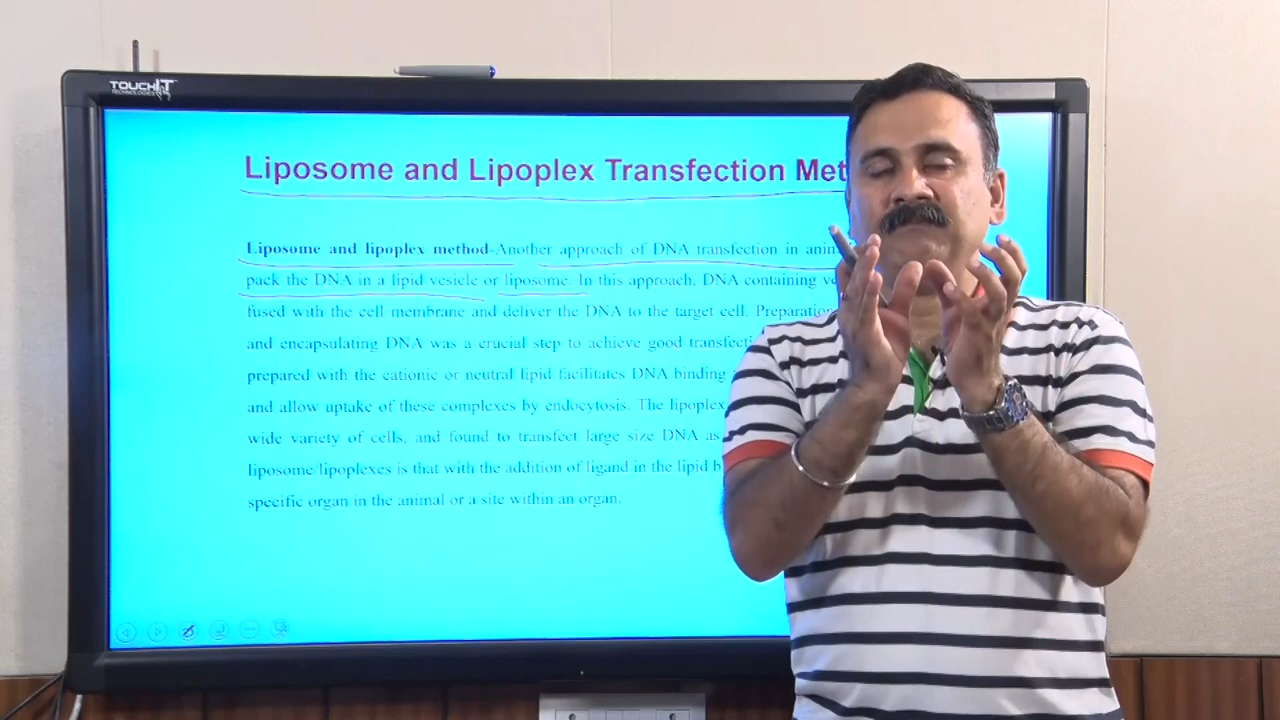 TOUCHIT
TECHNOLOGIES
Liposome and Lipoplex Transfection Met
Liposome and lipoplex method-Another approach of DNA transfection in anim
pack the DNA in a lipid vesicle or liposome. In this approach, DNA containing ve
fused with the cell membrane and deliver the DNA to the target cell. Preparation
and encapsulating DNA was a crucial step to achieve good transfecti
prepared with the cationic or neutral lipid facilitates DNA binding
and allow uptake of these complexes by endocytosis. The lipoplex
wide variety of cells, and found to transfect large size DNA as
liposome/lipoplexes is that with the addition of ligand in the lipid b
specific organ in the animal or a site within an organ.